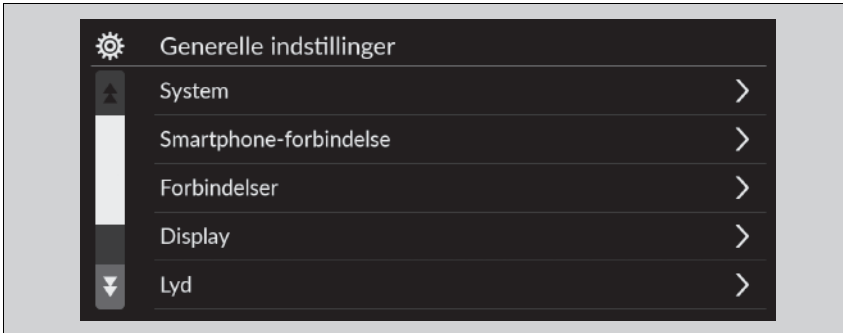 Generelle indstillinger
System
Smartphone-forbindelse
Forbindelser
Display
Lyd